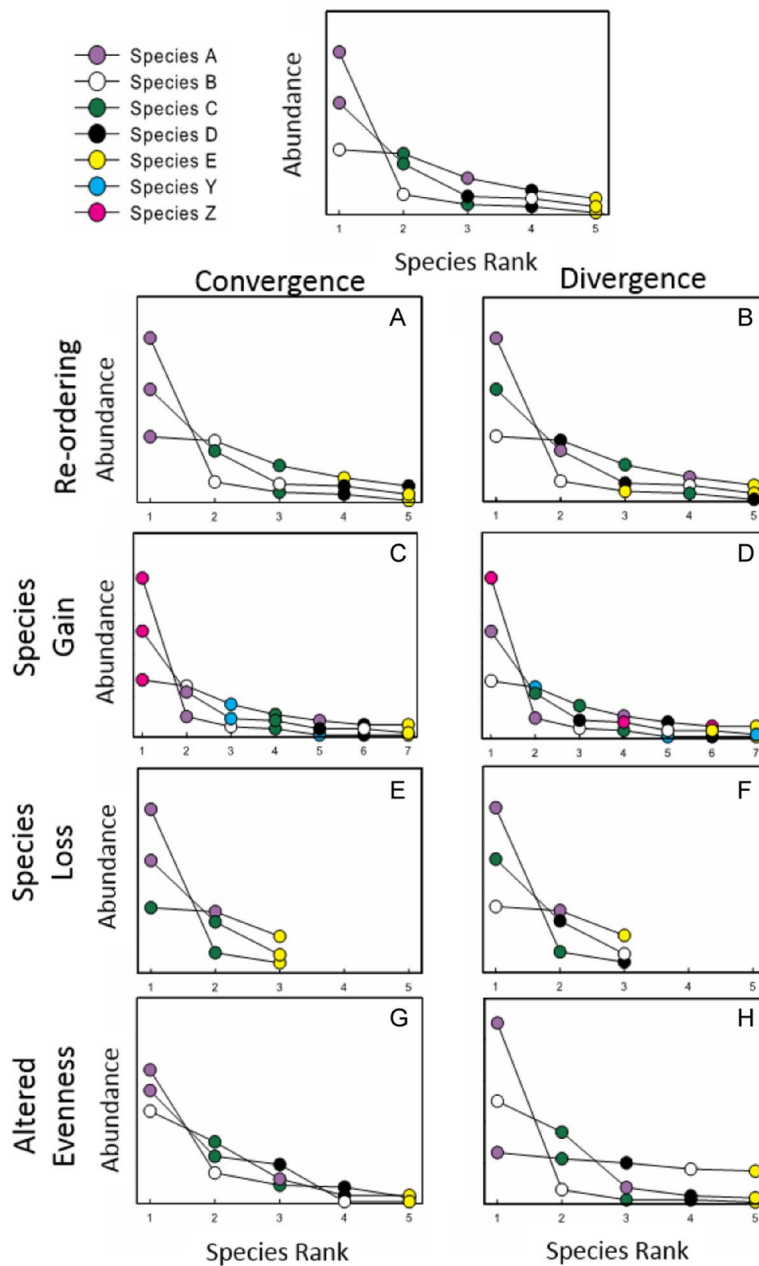 Species A
Species B
Species C
Species D
Species E
Species Y
Species Z
Abundance
1 2 3 4 5
Species Rank
Convergence
Divergence
Re-ordering
Abundance
A
1 2 3 4 5
B
1 2 3 4 5
Species
Gain
Abundance
C
1 2 3 4 5 6 7
D
1 2 3 4 5 6 7
Species
Loss
Abundance
E
1 2 3 4 5
F
1 2 3 4 5
Altered
Evenness
Abundance
G
1 2 3 4 5
H
1 2 3 4 5
Species Rank
Species Rank